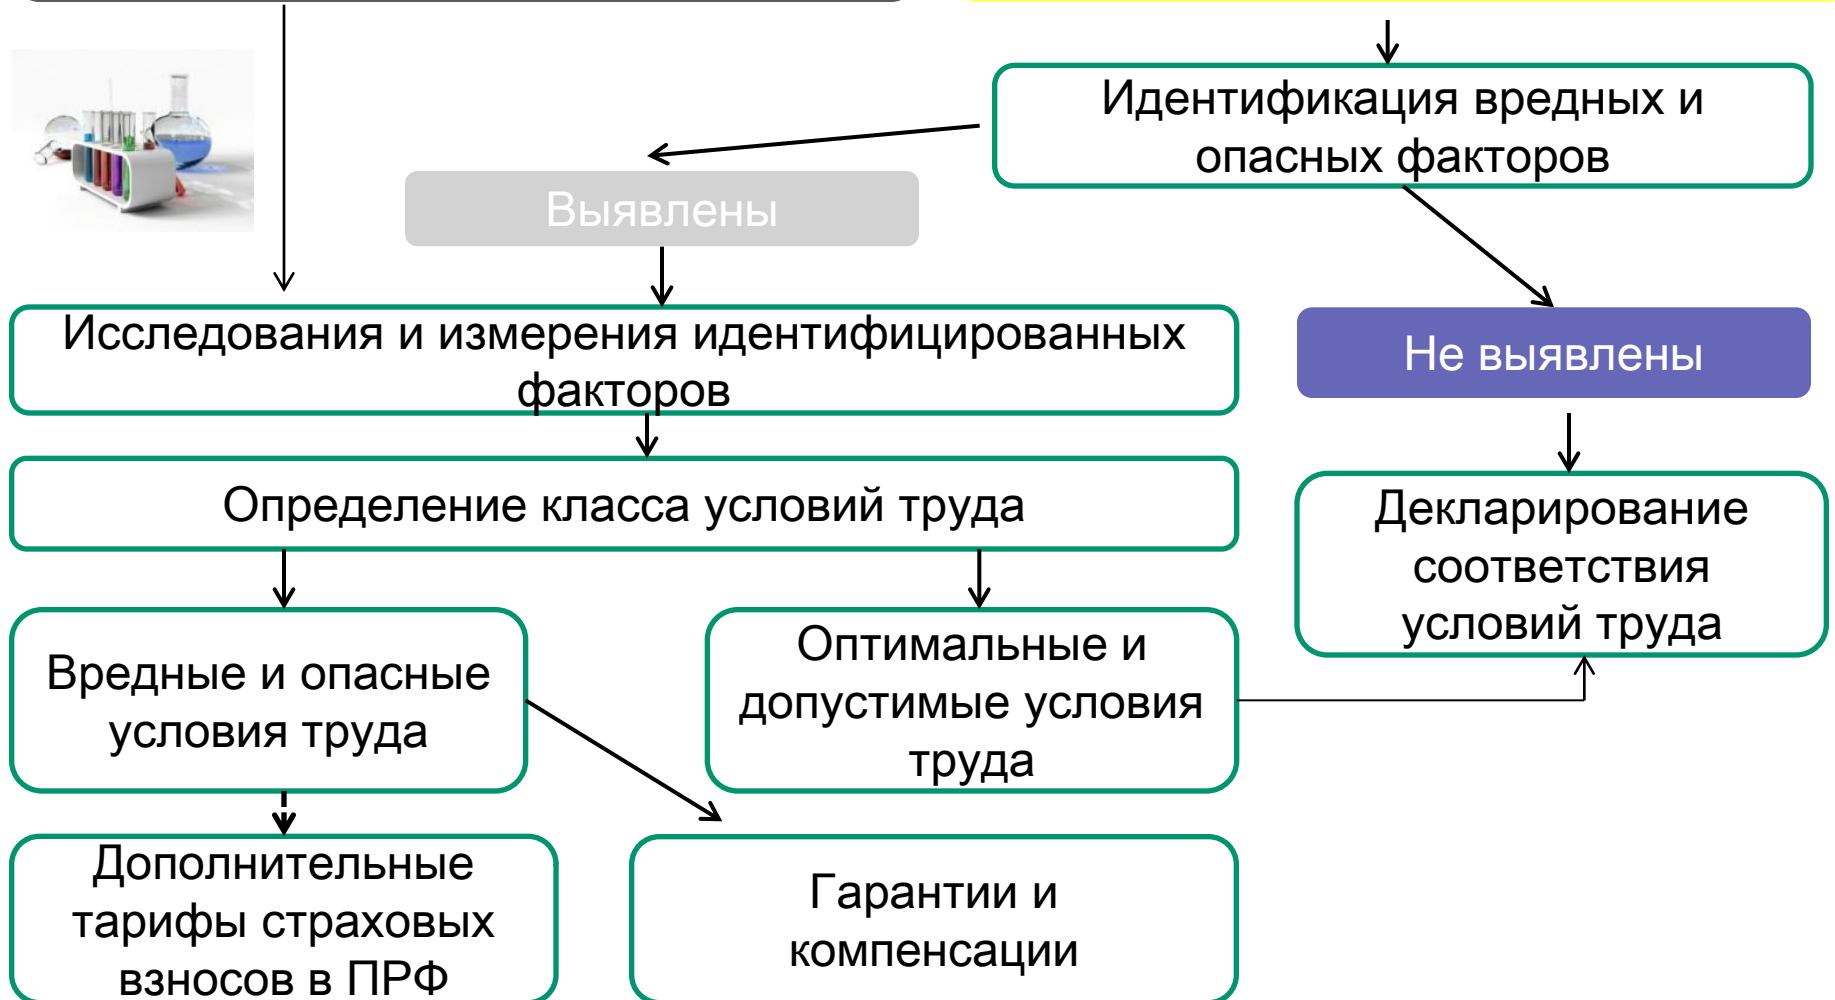 Идентификация вредных и
опасных факторов
Выявлены
Исследования и измерения идентифицированных
факторов
Не выявлены
Определение класса условий труда
Декларирование
соответствия
условий труда
Вредные и опасные
условия труда
Оптимальные и
допустимые условия
труда
Дополнительные
тарифы страховых
взносов в ПРФ
Гарантии и
компенсации